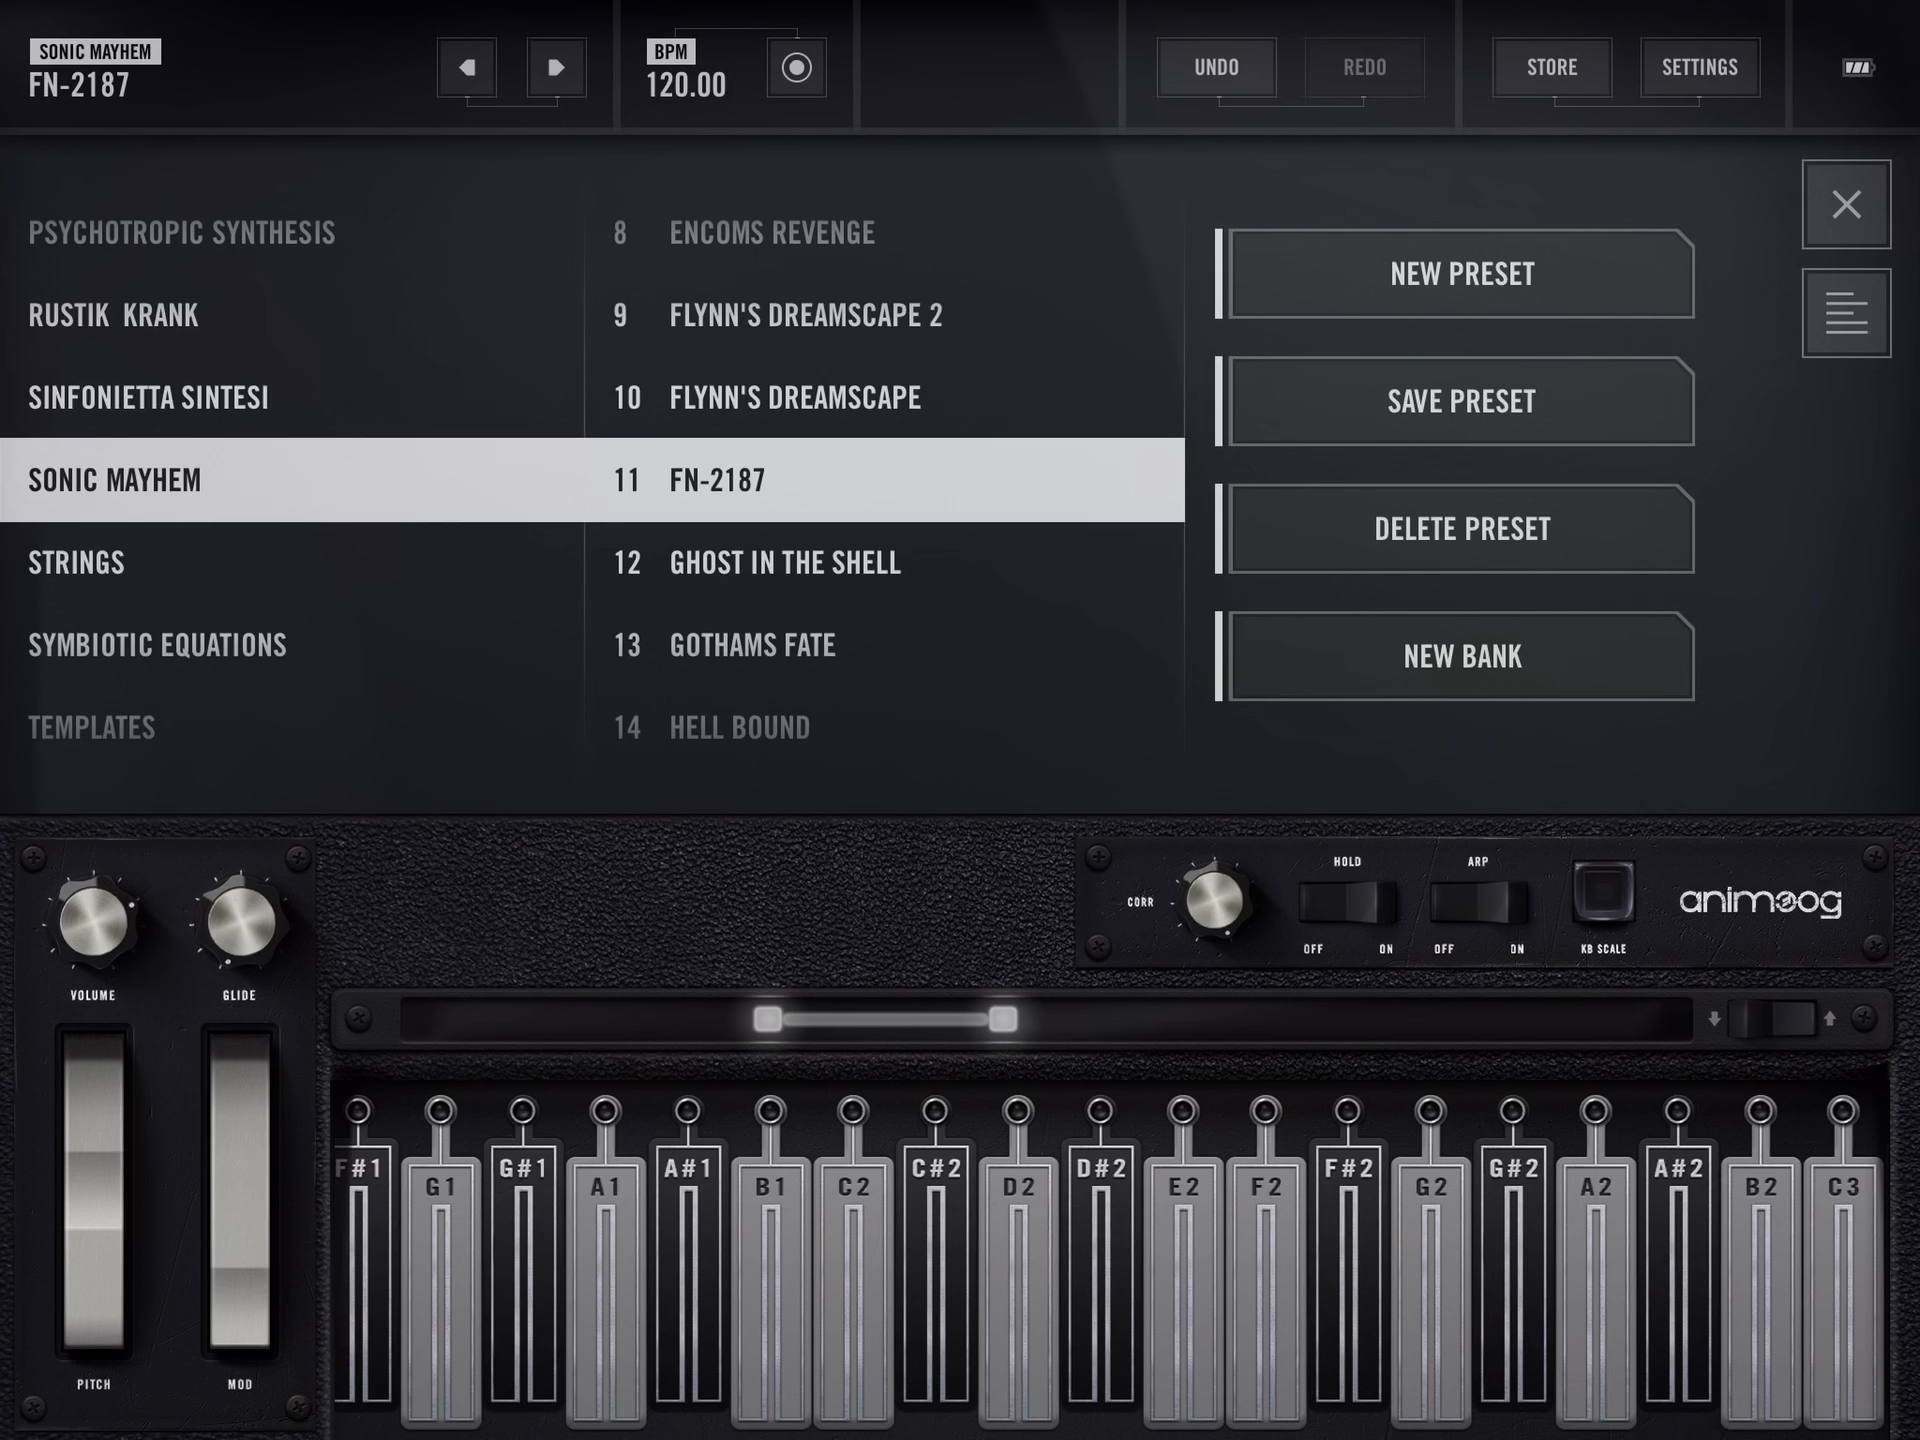 SONIC MAYHEM
FN-2187
BPM
120.00
UNDO
REDO
STORE
SETTINGS
PSYCHOTROPIC SYNTHESIS
RUSTIK KRANK
SINFONIETTA SINTESI
SONIC MAYHEM
STRINGS
SYMBIOTIC EQUATIONS
TEMPLATES
8 ENCOMS REVENGE
9 FLYNN'S DREAMSCAPE 2
10 FLYNN'S DREAMSCAPE
11 FN-2187
12 GHOST IN THE SHELL
13 GOTHAMS FATE
14 HELL BOUND
NEW PRESET
SAVE PRESET
DELETE PRESET
NEW BANK
VOLUME
GLIDE
CORR
HOLD
OFF ON
ARP
OFF ON
KB SCALE
animoog
PITCH
MOD
F#1 G1 G#1 A1 A#1 B1 C2 C#2 D2 D#2 E2 F2 F#2 G2 G#2 A2 A#2 B2 C3